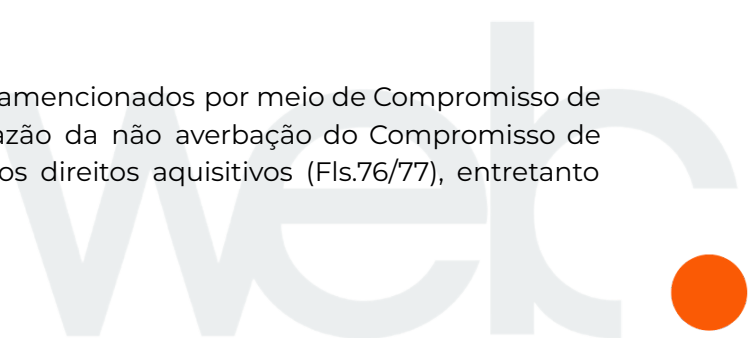 amencionados por meio de Compromisso de
azão da não averbação do Compromisso de
os direitos aquisitivos (Fls.76/77), entretanto
web.